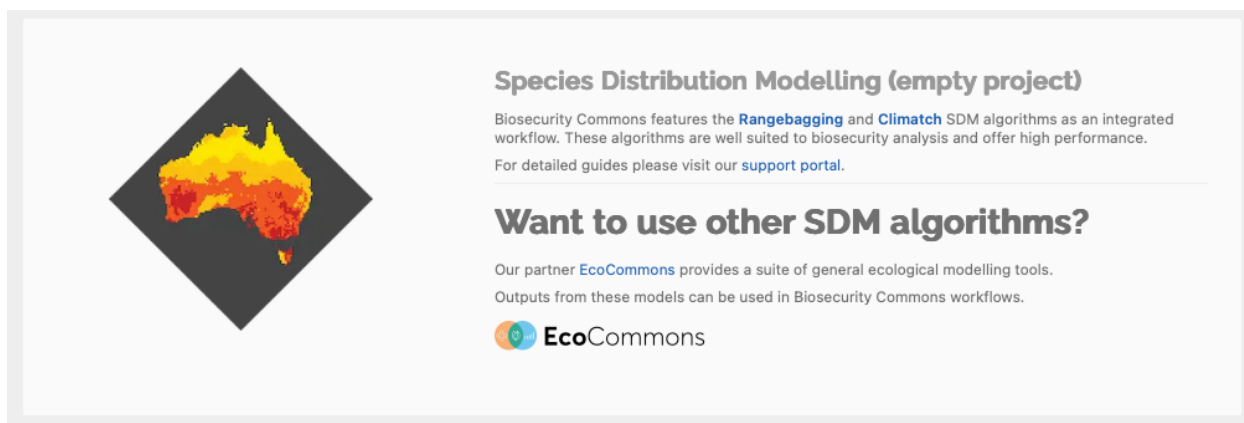 Species Distribution Modelling (empty project)
Biosecurity Commons features the Rangebagging and Climatch SDM algorithms as an integrated
workflow. These algorithms are well suited to biosecurity analysis and offer high performance.
For detailed guides please visit our support portal.
Want to use other SDM algorithms?
Our partner EcoCommons provides a suite of general ecological modelling tools.
Outputs from these models can be used in Biosecurity Commons workflows.
EcoCommons